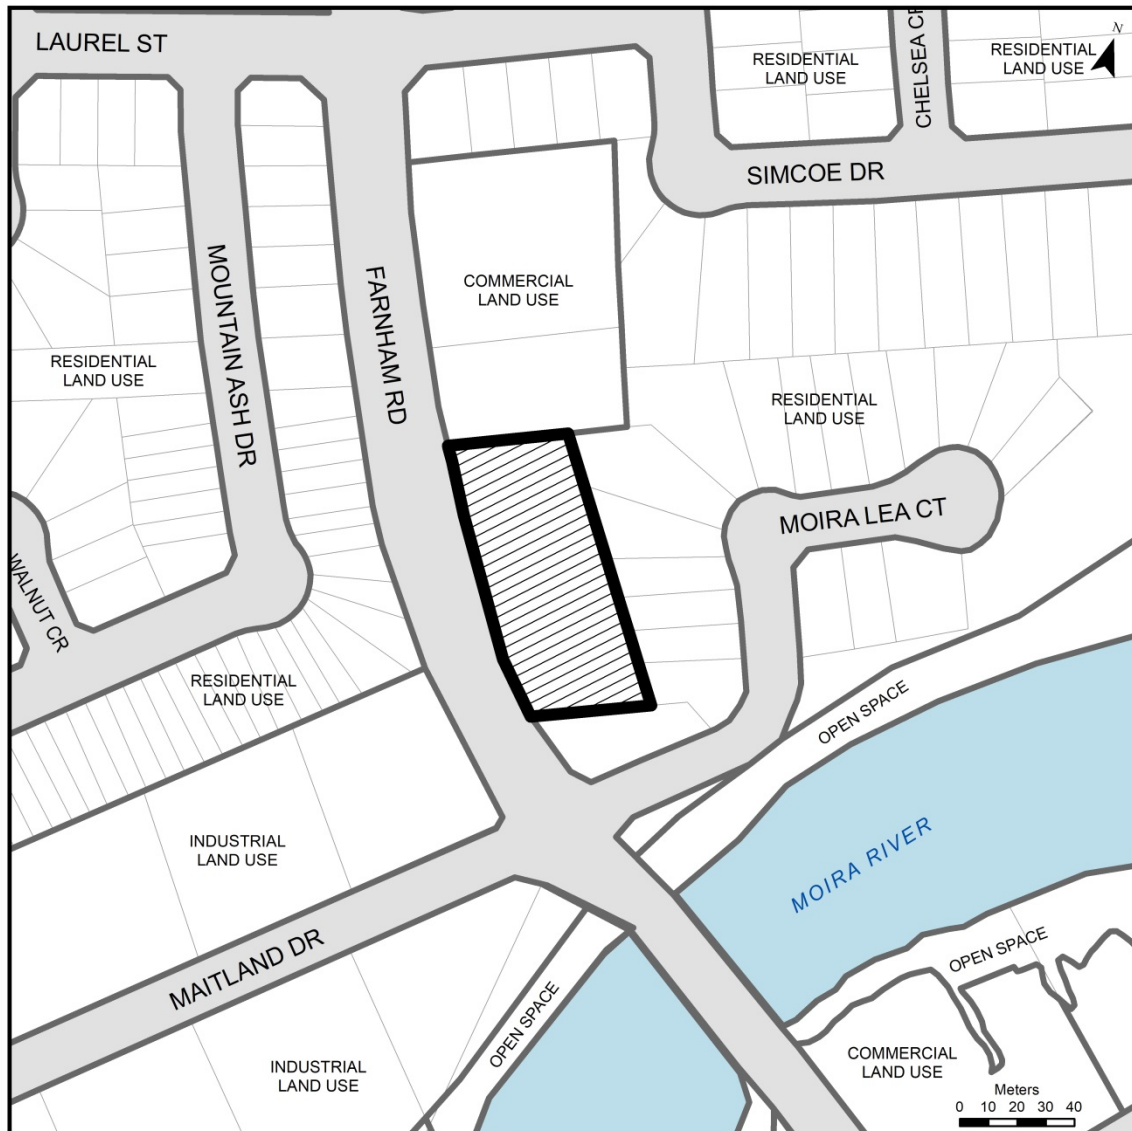 LAUREL ST
RESIDENTIAL
LAND USE
CHELSEA CR
RESIDENTIAL
LAND USE
N
SIMCOE DR
MOUNTAIN ASH DR
FARNHAM RD
COMMERCIAL
LAND USE
RESIDENTIAL
LAND USE
RESIDENTIAL
LAND USE
MOIRA LEA CT
WALNUT CR
RESIDENTIAL
LAND USE
OPEN SPACE
INDUSTRIAL
LAND USE
MOIRA RIVER
MAITLAND DR
OPEN SPACE
OPEN SPACE
INDUSTRIAL
LAND USE
COMMERCIAL
LAND USE
Meters
0 10 20 30 40